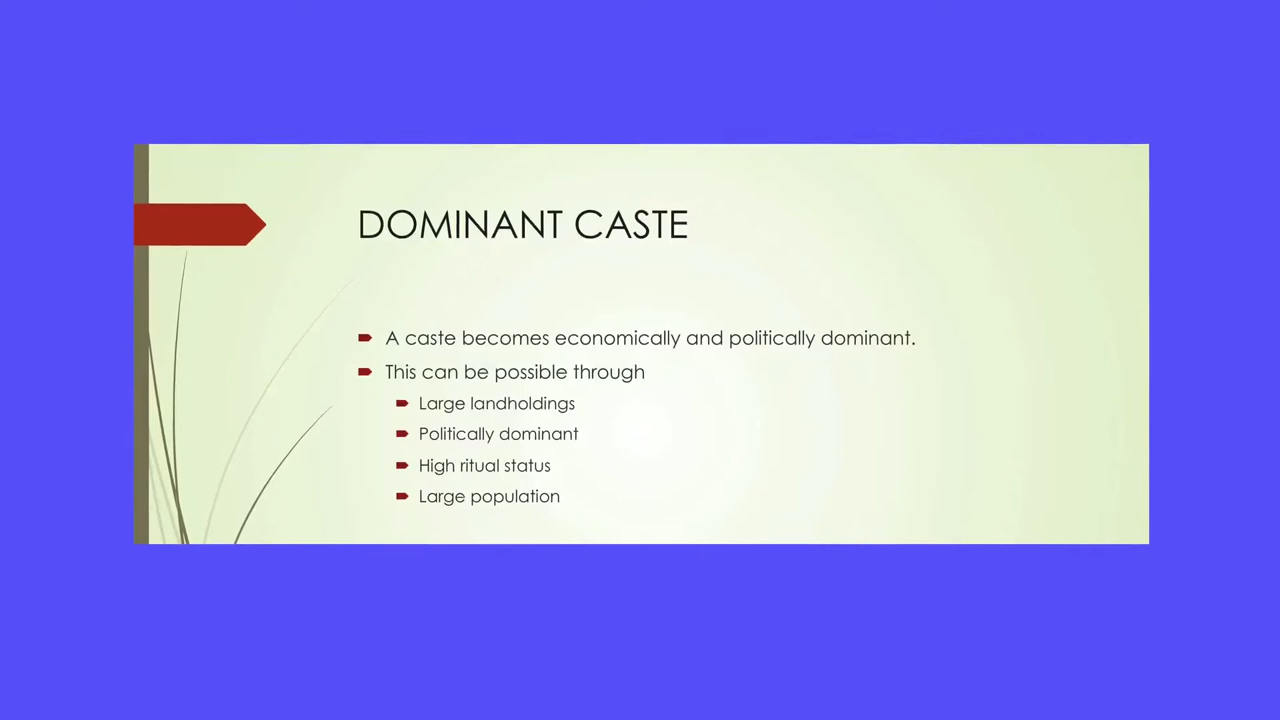 DOMINANT CASTE
A caste becomes economically and politically dominant.
This can be possible through
Large landholdings
Politically dominant
High ritual status
Large population